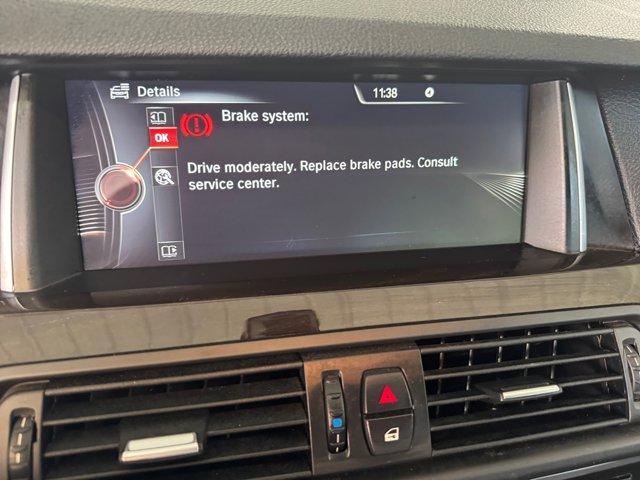 Details
11:38
Brake system:
OK
Drive moderately. Replace brake pads. Consult
service center.